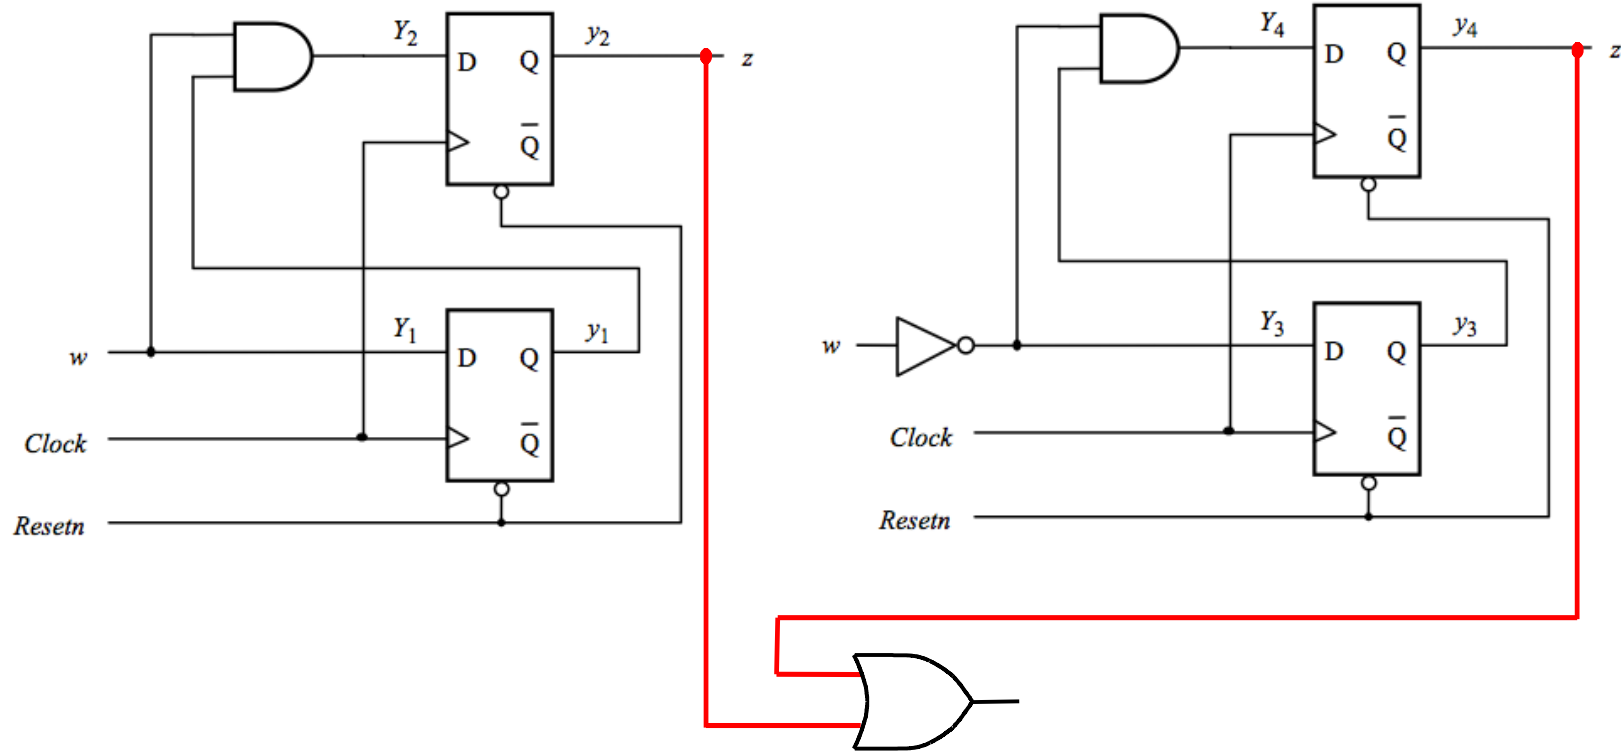 Y₂
y₂
D
Q
z
Q̅
Y₁
y₁
w
D
Q
Clock
Q̅
Resetn
Y₄
y₄
D
Q
z
Q̅
Y₃
y₃
w
D
Q
Clock
Q̅
Resetn